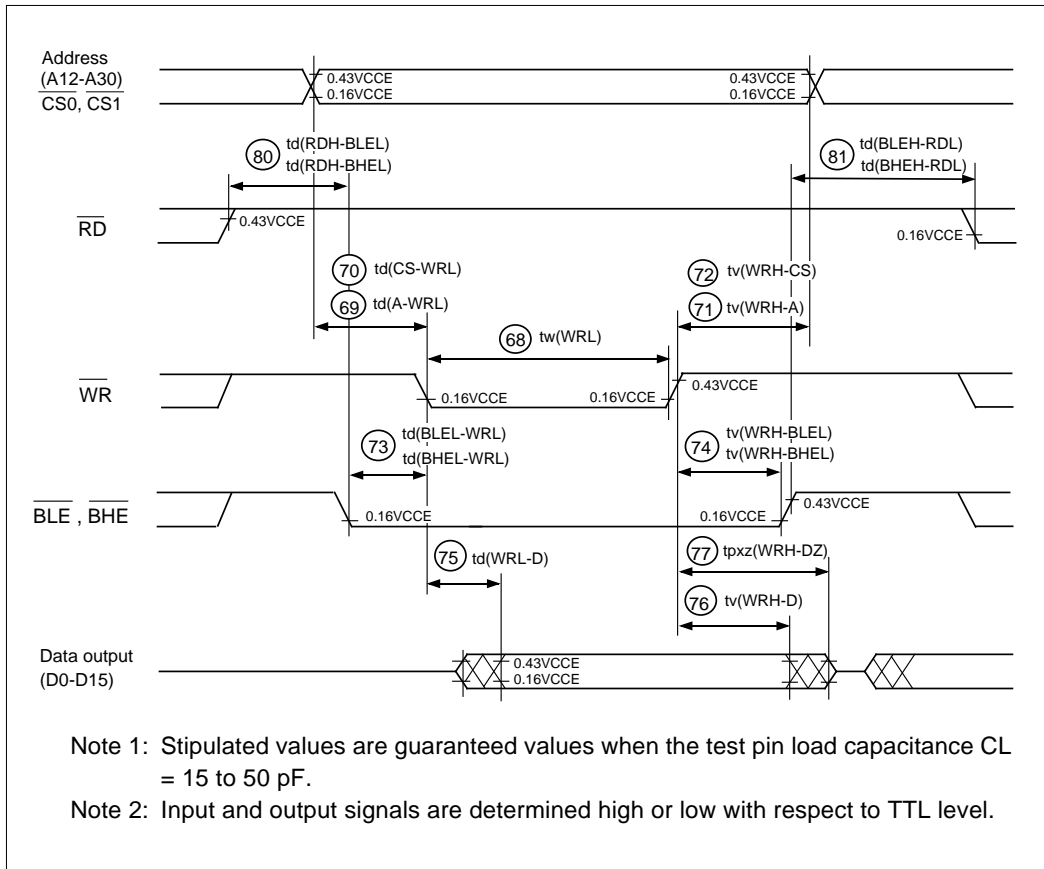 Address
(A12-A30)
CS0, CS1
0.43VCCE
0.16VCCE
0.43VCCE
0.16VCCE
80
td(RDH-BLEL)
td(RDH-BHEL)
81
td(BLEH-RDL)
td(BHEH-RDL)
RD
0.43VCCE
0.16VCCE
70 td(CS-WRL)
69 td(A-WRL)
72 tv(WRH-CS)
71 tv(WRH-A)
68 tw(WRL)
WR
0.16VCCE
0.16VCCE
0.43VCCE
73
td(BLEL-WRL)
td(BHEL-WRL)
74
tv(WRH-BLEL)
tv(WRH-BHEL)
BLE , BHE
0.16VCCE
0.16VCCE
0.43VCCE
75 td(WRL-D)
77 tpxz(WRH-DZ)
76 tv(WRH-D)
Data output
(D0-D15)
0.43VCCE
0.16VCCE
Note 1: Stipulated values are guaranteed values when the test pin load capacitance CL
= 15 to 50 pF.
Note 2: Input and output signals are determined high or low with respect to TTL level.